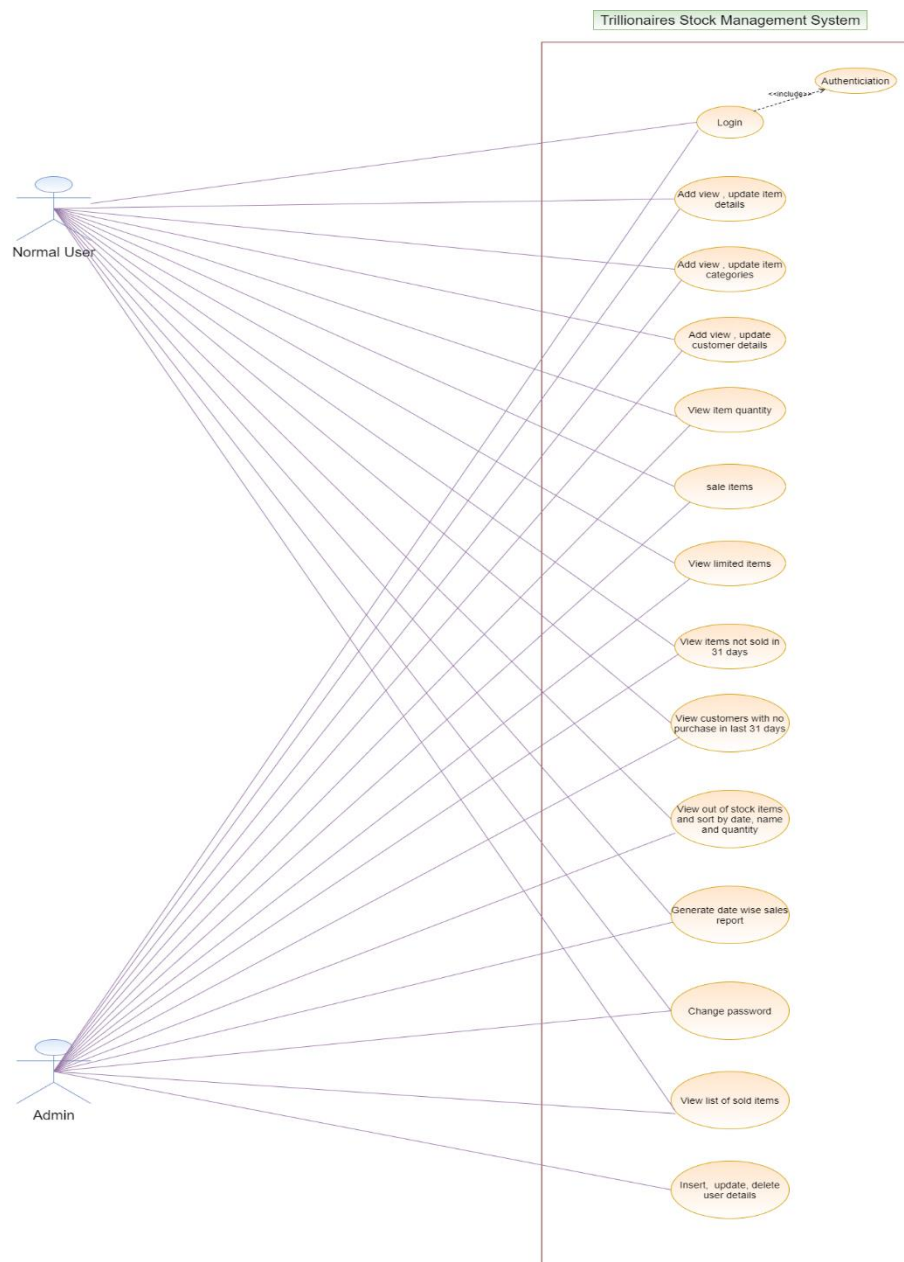 Trillionaires Stock Management System
Authenticiation
<<include>>
Login
Normal User
Add view , update item
details
Add view , update item
categories
Add view , update
customer details
View item quantity
sale items
View limited items
View items not sold in
31 days
View customers with no
purchase in last 31 days
View out of stock items
and sort by date, name
and quantity
Generate date wise sales
report
Change password
Admin
View list of sold items
Insert, update, delete
user details